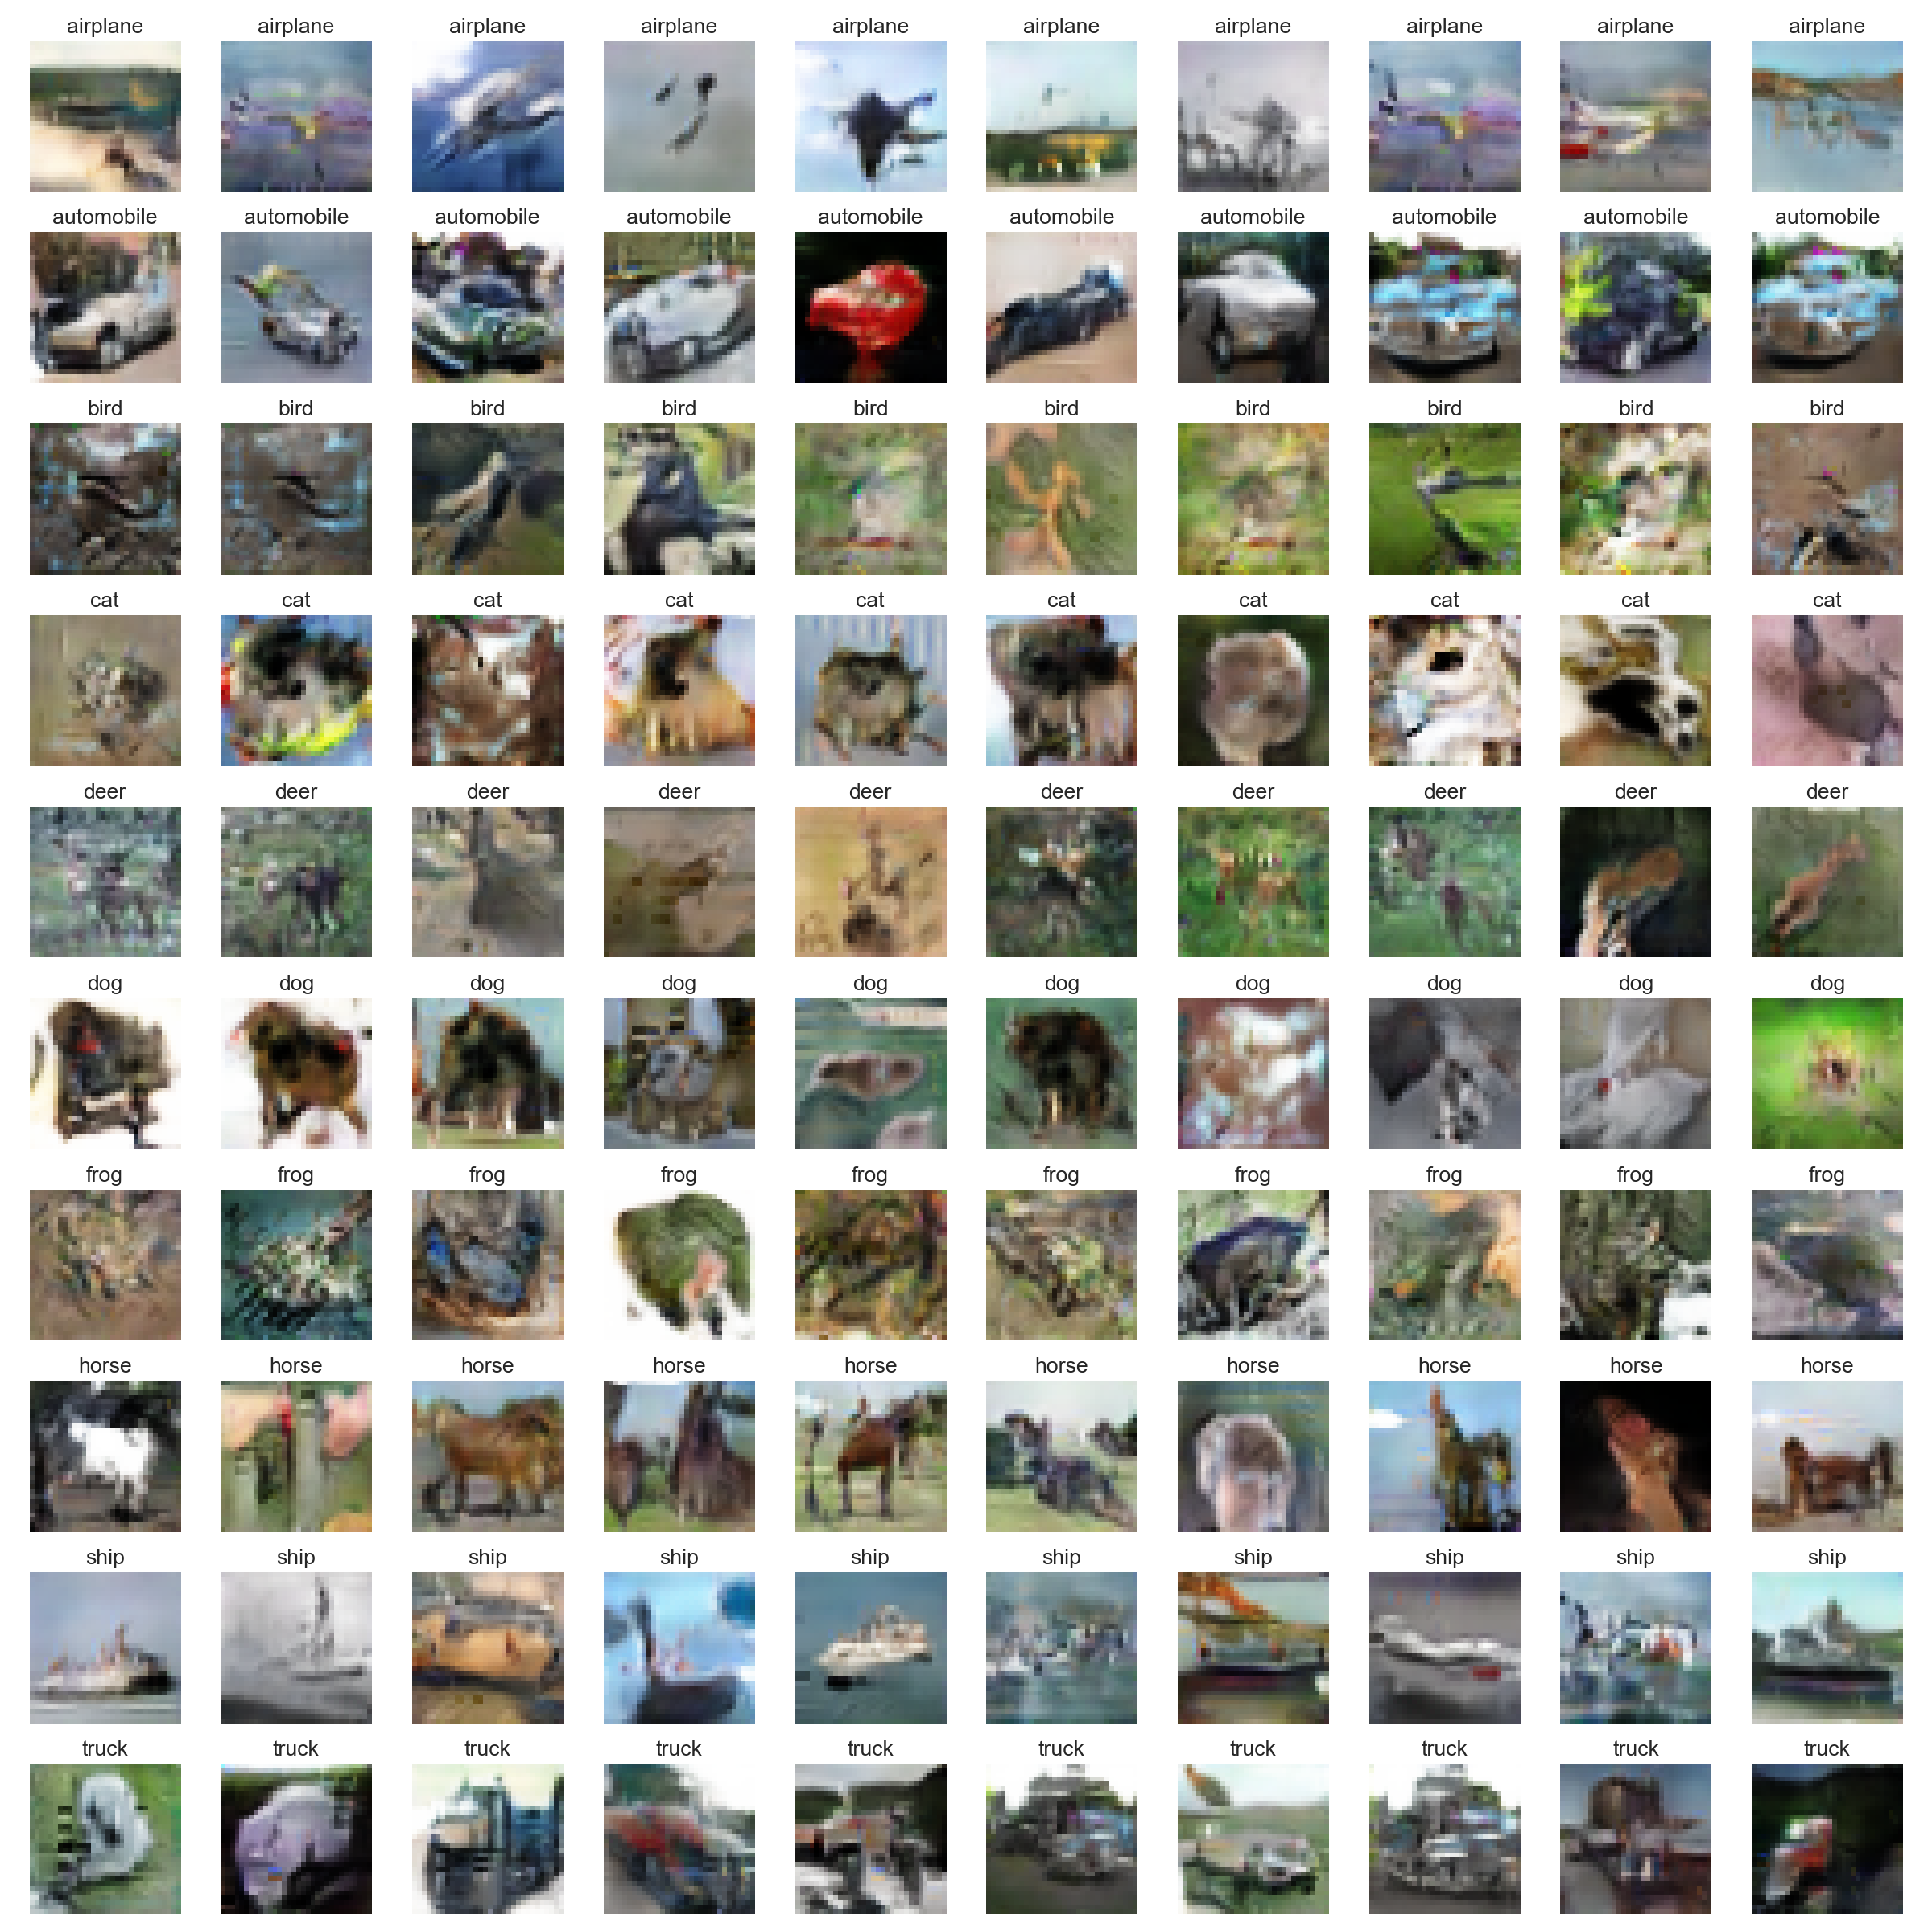 airplane airplane airplane airplane airplane airplane airplane airplane airplane airplane
automobile automobile automobile automobile automobile automobile automobile automobile automobile automobile
bird bird bird bird bird bird bird bird bird bird
cat cat cat cat cat cat cat cat cat cat
deer deer deer deer deer deer deer deer deer deer
dog dog dog dog dog dog dog dog dog dog
frog frog frog frog frog frog frog frog frog frog
horse horse horse horse horse horse horse horse horse horse
ship ship ship ship ship ship ship ship ship ship
truck truck truck truck truck truck truck truck truck truck